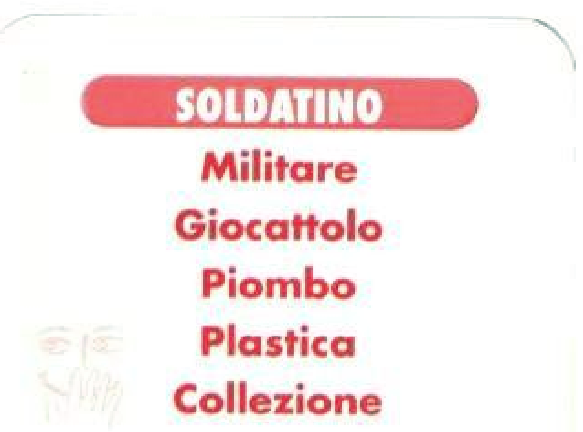 SOLDATINO
Militare
Giocattolo
Piombo
Plastica
Collezione